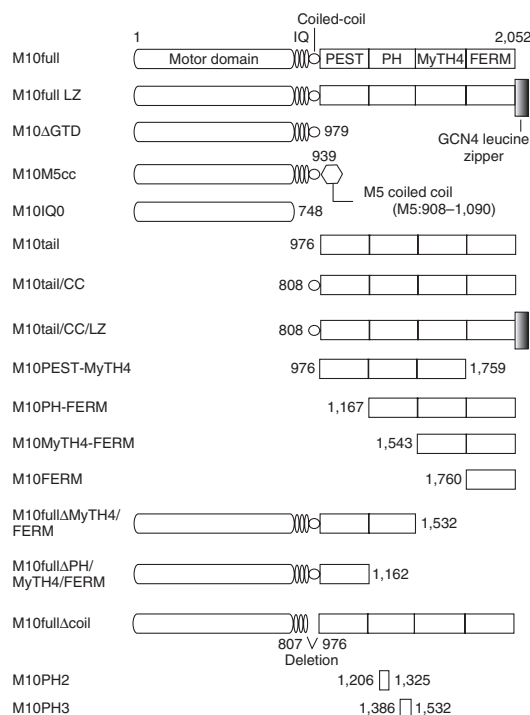 Coiled-coil
1 IQ 2,052
M10full Motor domain PEST PH MyTH4 FERM
M10full LZ
M10ΔGTD 979
GCN4 leucine
zipper
939
M10M5cc
M5 coiled coil
(M5:908–1,090)
M10IQ0 748
M10tail 976
M10tail/CC 808
M10tail/CC/LZ 808
M10PEST-MyTH4 976 1,759
M10PH-FERM 1,167
M10MyTH4-FERM 1,543
M10FERM 1,760
M10fullΔMyTH4/
FERM 1,532
M10fullΔPH/
MyTH4/FERM 1,162
M10fullΔcoil
807 976
Deletion
M10PH2 1,206 1,325
M10PH3 1,386 1,532